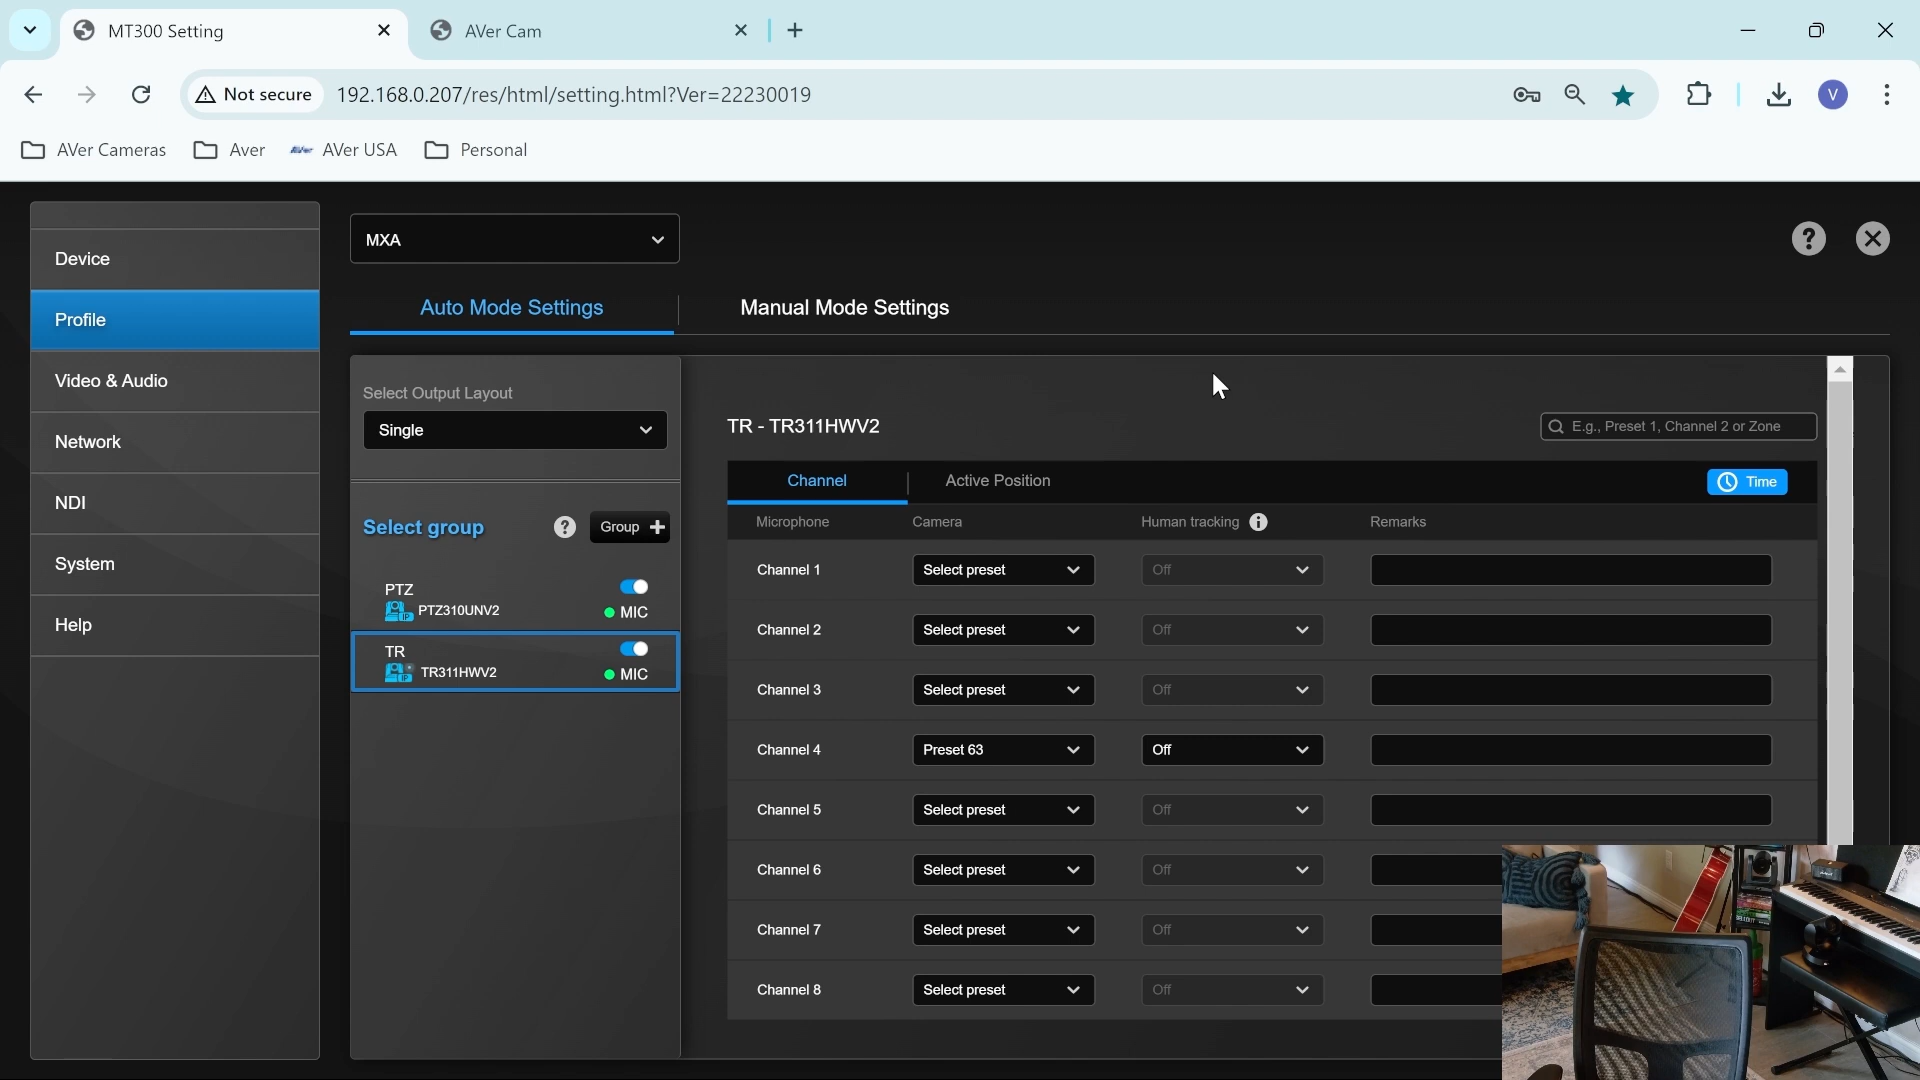 MT300 Setting
AVer Cam
Not secure
192.168.0.207/res/html/setting.html?Ver=22230019
V
AVer Cameras
Aver
AVer USA
Personal
Device
Profile
Video & Audio
Network
NDI
System
Help
MXA
Auto Mode Settings
Manual Mode Settings
Select Output Layout
Single
Select group
Group +
PTZ
PTZ310UNV2
MIC
TR
TR311HWV2
MIC
TR - TR311HWV2
E.g., Preset 1, Channel 2 or Zone
Channel
Active Position
Time
Microphone Camera Human tracking Remarks
Channel 1 Select preset Off
Channel 2 Select preset Off
Channel 3 Select preset Off
Channel 4 Preset 63 Off
Channel 5 Select preset Off
Channel 6 Select preset Off
Channel 7 Select preset Off
Channel 8 Select preset Off